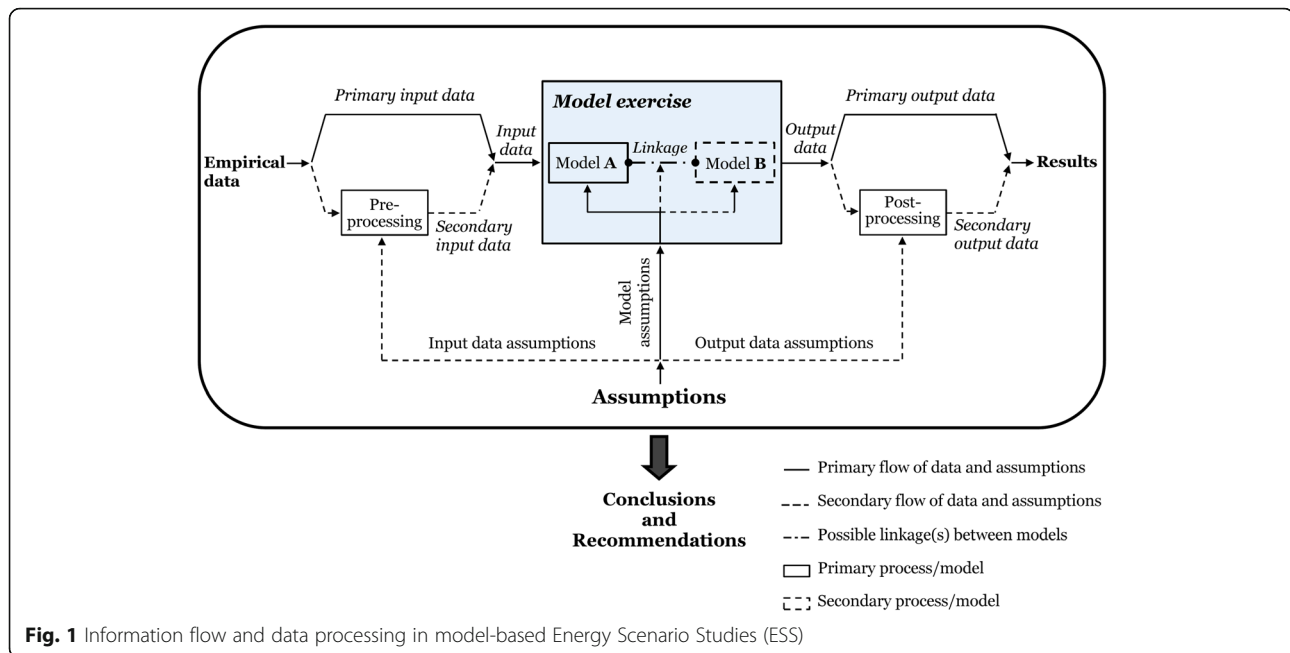 Primary input data
Model exercise
Primary output data
Input
data
Output
data
Linkage
Empirical
data
Model A
Model B
Results
Pre-
processing
Secondary
input data
Post-
processing
Secondary
output data
Model
assumptions
Input data assumptions
Output data assumptions
Assumptions
Conclusions
and
Recommendations
Primary flow of data and assumptions
Secondary flow of data and assumptions
Possible linkage(s) between models
Primary process/model
Secondary process/model
Fig. 1 Information flow and data processing in model-based Energy Scenario Studies (ESS)